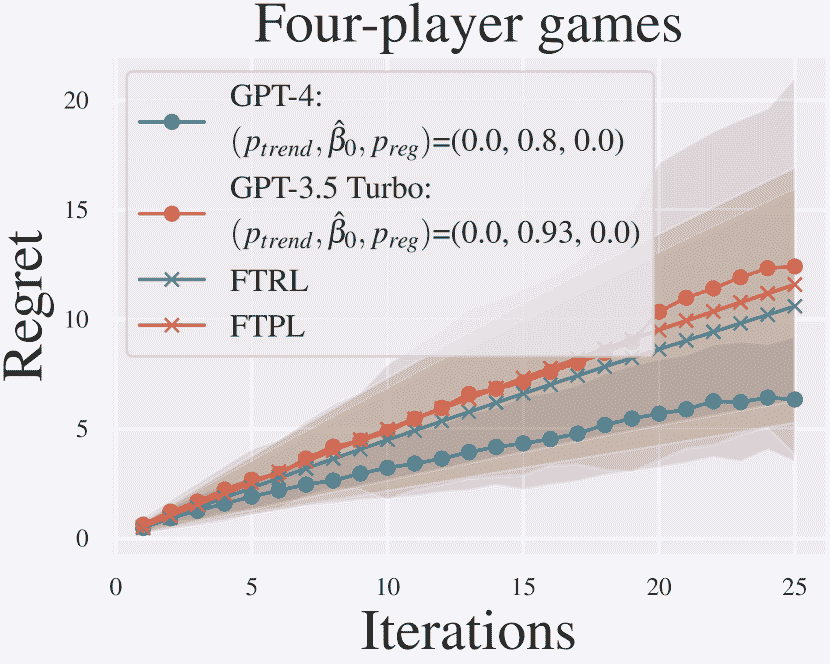 Four-player games
GPT-4:
(p_trend, β̂₀, p_reg)=(0.0, 0.8, 0.0)
GPT-3.5 Turbo:
(p_trend, β̂₀, p_reg)=(0.0, 0.93, 0.0)
FTRL
FTPL
Regret
20
15
10
5
0
0 5 10 15 20 25
Iterations